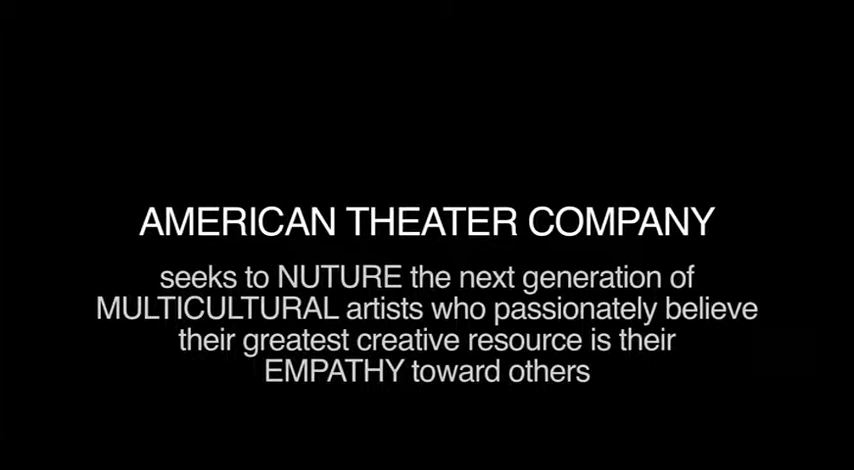 AMERICAN THEATER COMPANY
seeks to NUTURE the next generation of
MULTICULTURAL artists who passionately believe
their greatest creative resource is their
EMPATHY toward others